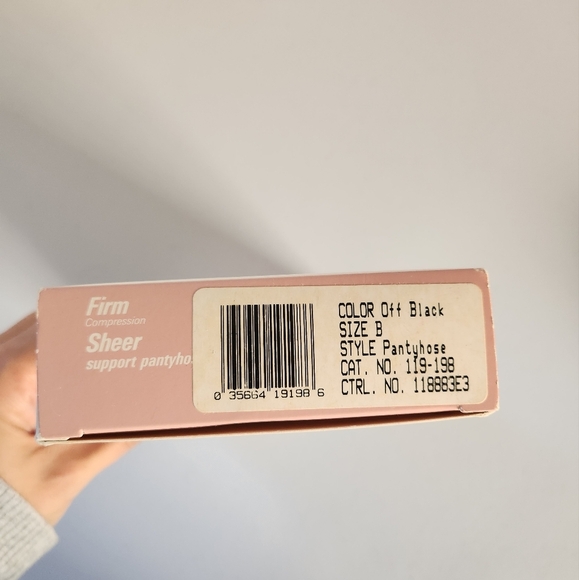 Firm
Compression
Sheer
support pantyhos
0 35664 19198 6
COLOR Off Black
SIZE B
STYLE Pantyhose
CAT. NO. 119-198
CTRL. NO. 118883E3